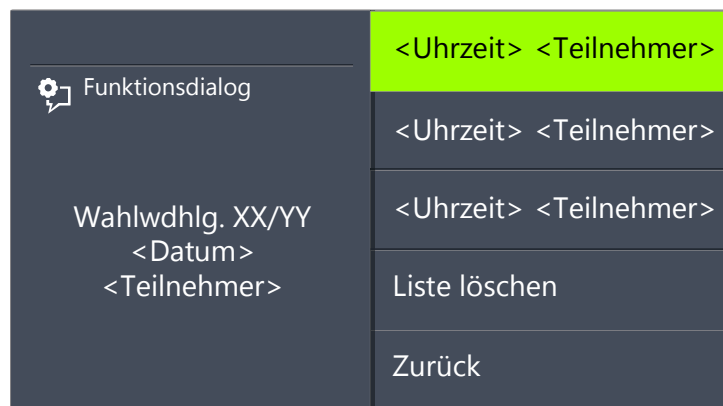 Funktionsdialog
Wahlwdhlg. XX/YY
<Datum>
<Teilnehmer>
<Uhrzeit> <Teilnehmer>
<Uhrzeit> <Teilnehmer>
<Uhrzeit> <Teilnehmer>
Liste löschen
Zurück